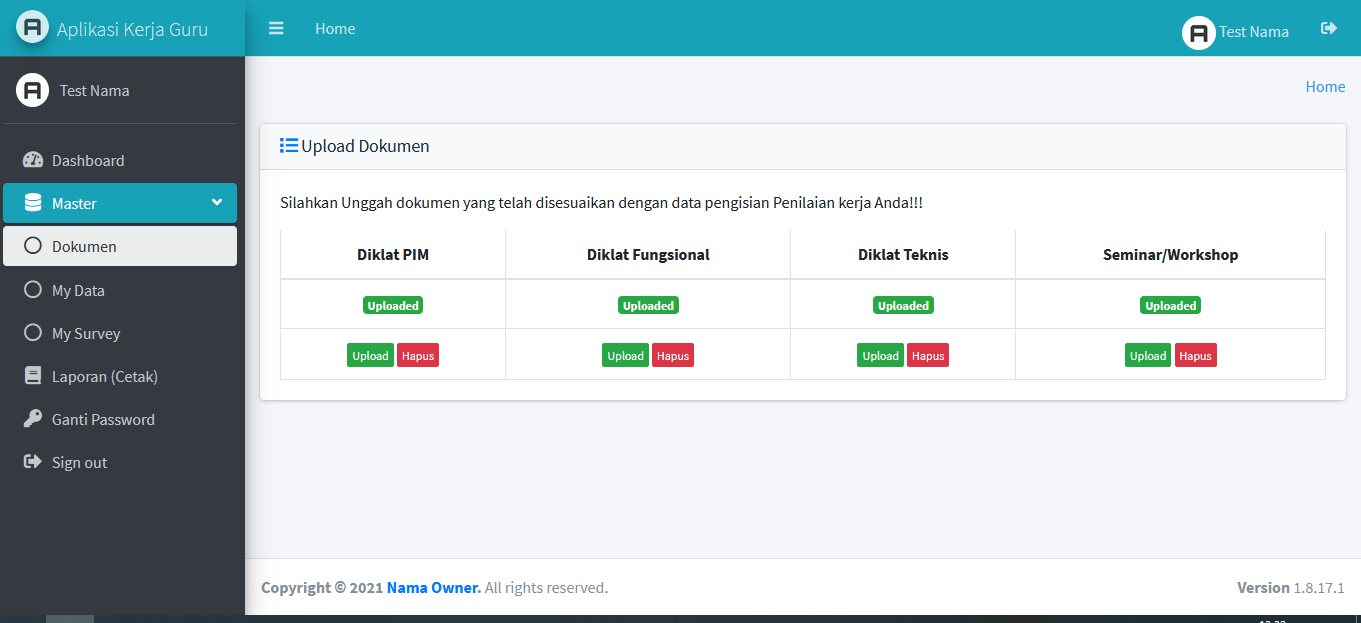 Aplikasi Kerja Guru
Home
Test Nama
Test Nama
Home
Dashboard
Master
Dokumen
My Data
My Survey
Laporan (Cetak)
Ganti Password
Sign out
Upload Dokumen
Silahkan Unggah dokumen yang telah disesuaikan dengan data pengisian Penilaian kerja Anda!!!
Diklat PIM Diklat Fungsional Diklat Teknis Seminar/Workshop
Uploaded Uploaded Uploaded Uploaded
Upload Hapus Upload Hapus Upload Hapus Upload Hapus
Copyright © 2021 Nama Owner. All rights reserved.
Version 1.8.17.1